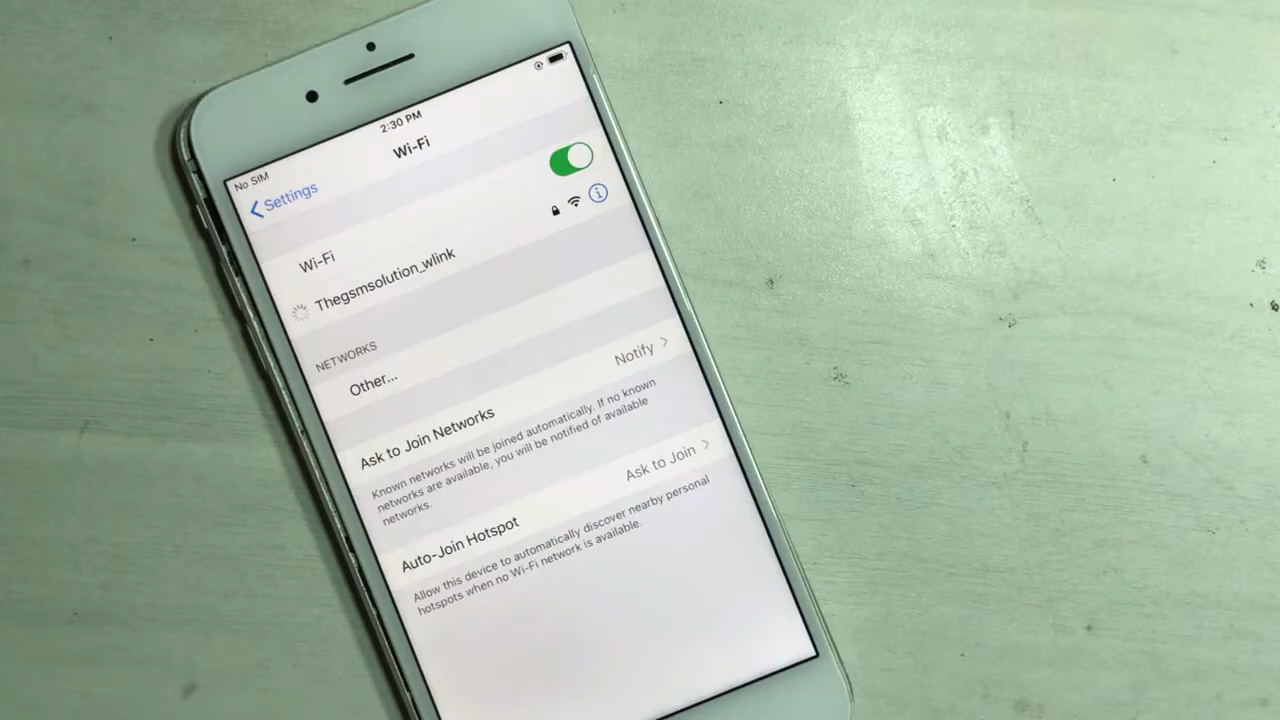 No SIM
2:30 PM
Settings
Wi-Fi
Wi-Fi
Thegsmsolution_wlink
NETWORKS
Other...
Ask to Join Networks
Notify
Known networks will be joined automatically. If no known
networks are available, you will be notified of available
networks.
Auto-Join Hotspot
Ask to Join
Allow this device to automatically discover nearby personal
hotspots when no Wi-Fi network is available.